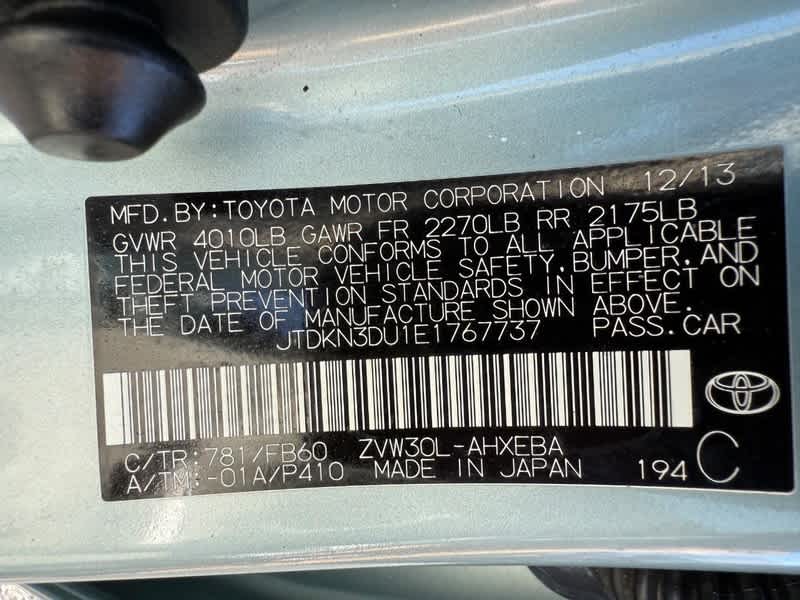 MFD. BY: TOYOTA MOTOR CORPORATION 12/13
GVWR 4010LB GAWR FR 2270LB RR 2175LB
THIS VEHICLE CONFORMS TO ALL APPLICABLE
FEDERAL MOTOR VEHICLE SAFETY, BUMPER, AND
THEFT PREVENTION STANDARDS IN EFFECT ON
THE DATE OF MANUFACTURE SHOWN ABOVE.
JTDKN3DU1E1767737 PASS. CAR
C/TR: 781/FB60 ZVW30L-AHXEBA
A/TM: -01A/P410 MADE IN JAPAN 194 C